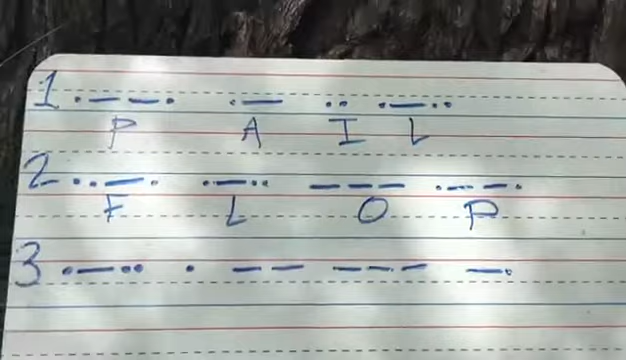 1 .--. .- .. .-..
P A I L
2 ..-. .-.. --- .--.
F L O P
3 .-.. . -- --- -.